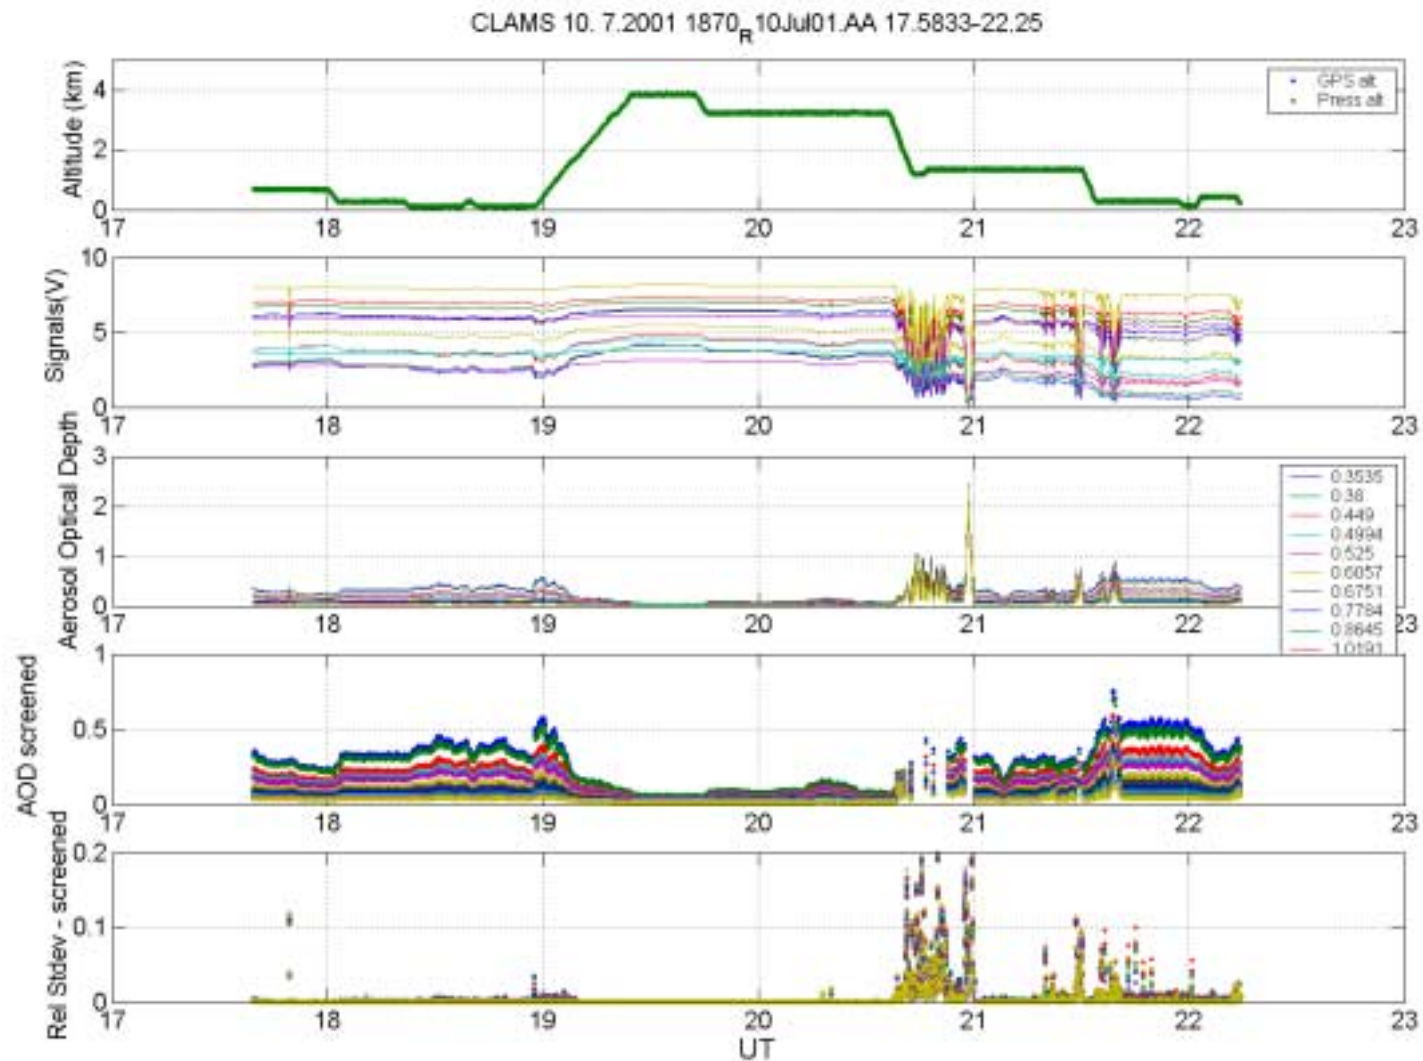 CLAMS 10. 7.2001 1870R10Jul01.AA 17.5833-22.25
Altitude (km)
4
2
0
GPS alt
Press alt
17 18 19 20 21 22 23
Signals(V)
10
5
0
17 18 19 20 21 22 23
Aerosol Optical Depth
3
2
1
0
0.3535
0.38
0.449
0.4994
0.525
0.6057
0.6751
0.7784
0.8645
1.0191
17 18 19 20 21 22 23
AOD screened
1
0.5
0
17 18 19 20 21 22 23
Rel Stdev - screened
0.2
0.1
0
17 18 19 20 21 22 23
UT